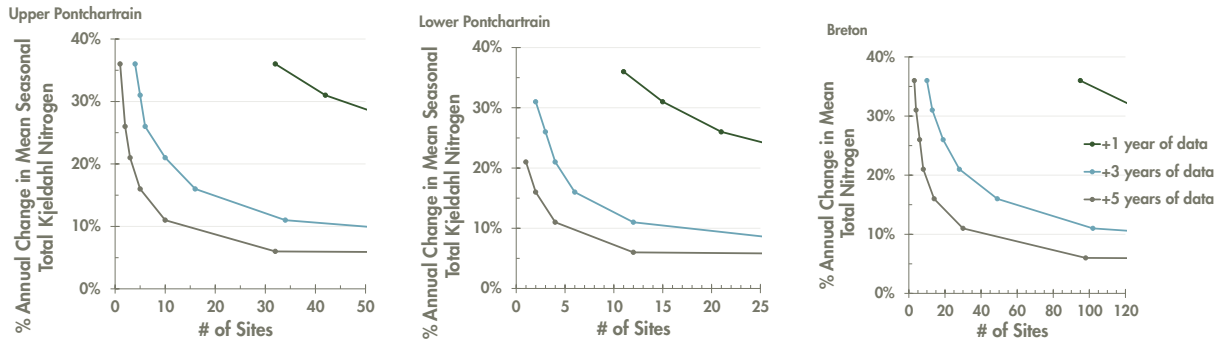 Upper Pontchartrain
% Annual Change in Mean Seasonal
Total Kjeldahl Nitrogen
40%
30%
20%
10%
0%
0 10 20 30 40 50
# of Sites
Lower Pontchartrain
% Annual Change in Mean Seasonal
Total Kjeldahl Nitrogen
40%
30%
20%
10%
0%
0 5 10 15 20 25
# of Sites
Breton
% Annual Change in Mean
Total Nitrogen
40%
30%
20%
10%
0%
0 20 40 60 80 100 120
# of Sites
+1 year of data
+3 years of data
+5 years of data